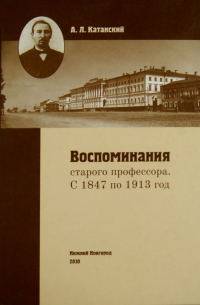 А. Л. Катанский
Воспоминания
старого профессора.
С 1847 по 1913 год
Нижний Новгород
2010